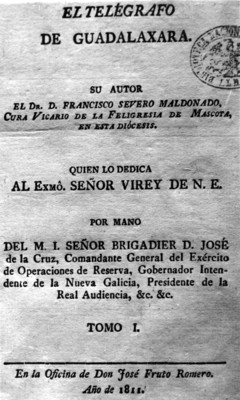 EL TELÉGRAFO
DE GUADALAXARA.
SU AUTOR
EL DR. D. FRANCISCO SEVERO MALDONADO,
CURA VICARIO DE LA FELIGRESIA DE MASCOTA,
EN ESTA DIÓCESIS.
QUIEN LO DEDICA
AL EXMÔ. SEÑOR VIREY DE N. E.
POR MANO
DEL M. I. SEÑOR BRIGADIER D. JOSÉ
de la Cruz, Comandante General del Exército
de Operaciones de Reserva, Gobernador Inten-
dente de la Nueva Galicia, Presidente de la
Real Audiencia, &c. &c.
TOMO I.
En la Oficina de Don José Fruto Romero.
Año de 1811.